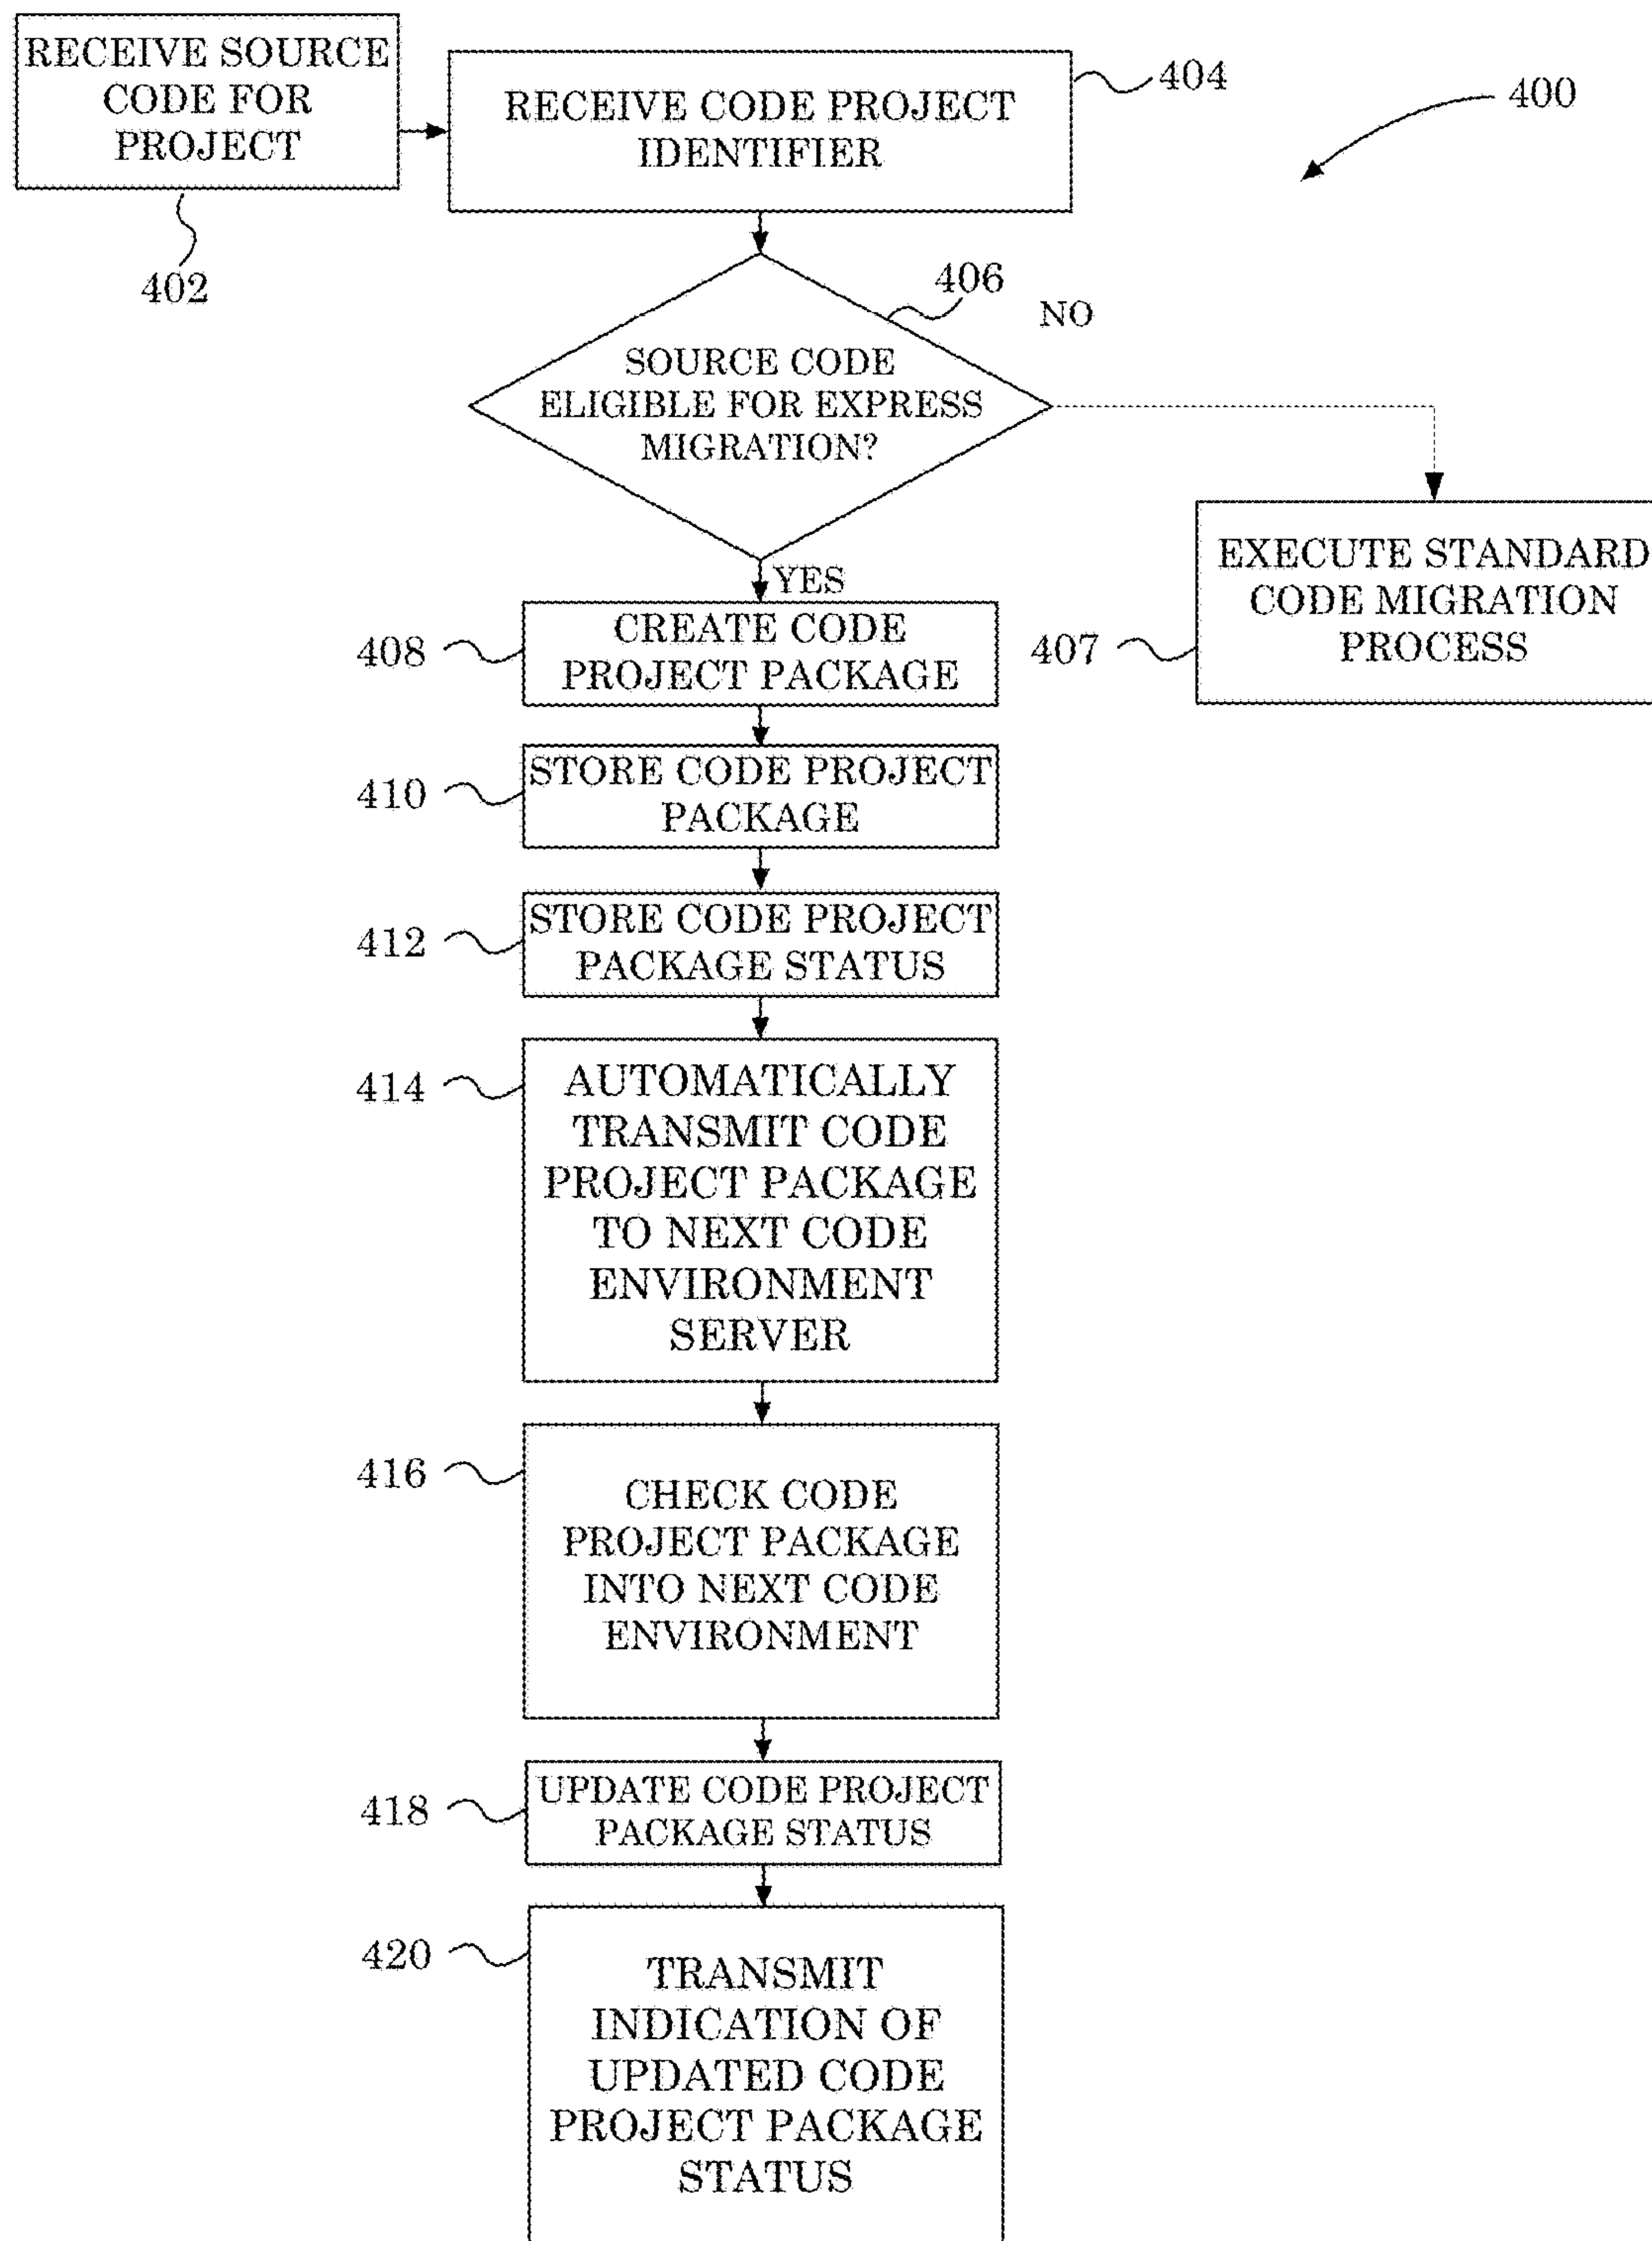 RECEIVE SOURCE
CODE FOR
PROJECT
402
RECEIVE CODE PROJECT
IDENTIFIER
404
400
406
NO
SOURCE CODE
ELIGIBLE FOR EXPRESS
MIGRATION?
YES
EXECUTE STANDARD
CODE MIGRATION
PROCESS
407
408
CREATE CODE
PROJECT PACKAGE
410
STORE CODE PROJECT
PACKAGE
412
STORE CODE PROJECT
PACKAGE STATUS
414
AUTOMATICALLY
TRANSMIT CODE
PROJECT PACKAGE
TO NEXT CODE
ENVIRONMENT
SERVER
416
CHECK CODE
PROJECT PACKAGE
INTO NEXT CODE
ENVIRONMENT
418
UPDATE CODE PROJECT
PACKAGE STATUS
420
TRANSMIT
INDICATION OF
UPDATED CODE
PROJECT PACKAGE
STATUS